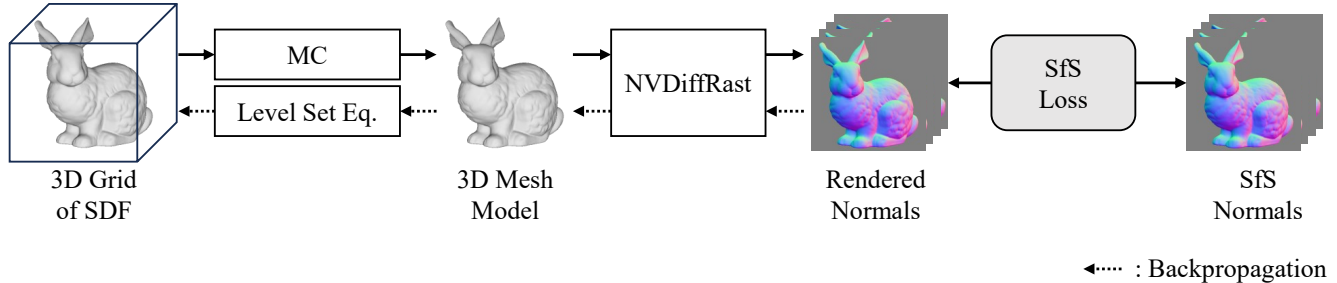 MC
Level Set Eq.
NVDiffRast
SfS
Loss
3D Grid
of SDF
3D Mesh
Model
Rendered
Normals
SfS
Normals
: Backpropagation